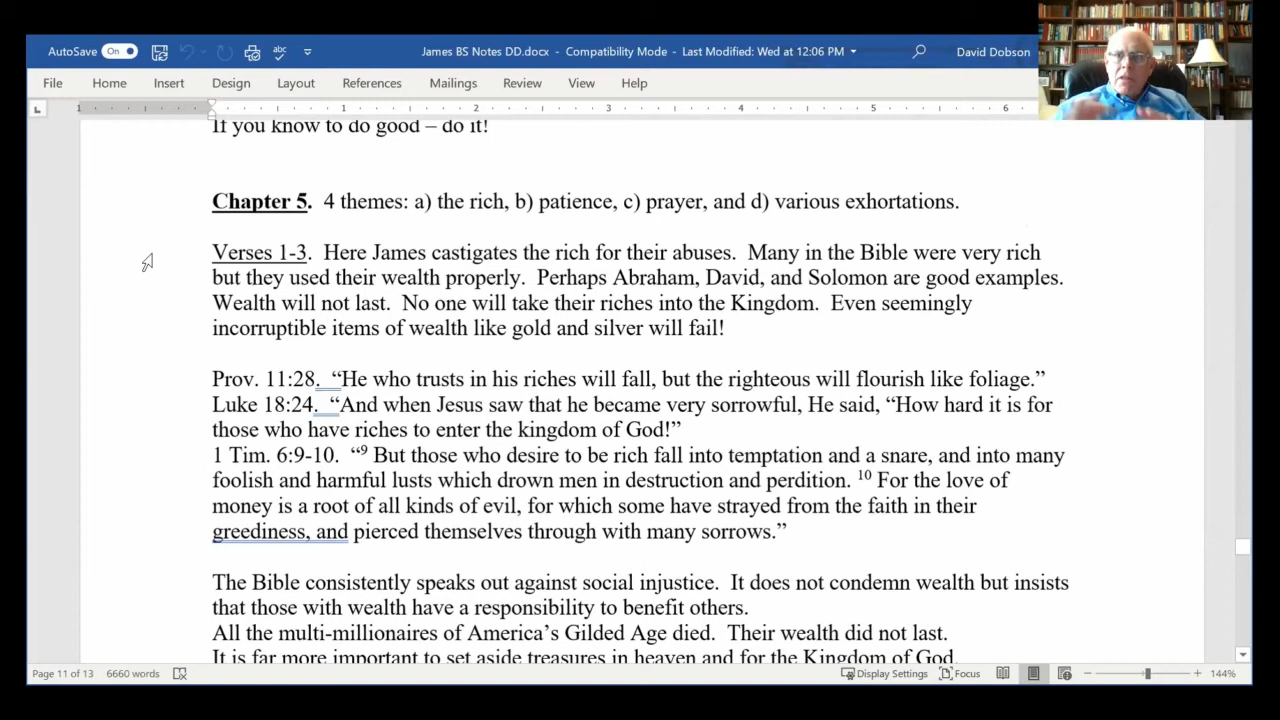 AutoSave On
James BS Notes DD.docx - Compatibility Mode - Last Modified: Wed at 12:06 PM
David Dobson
File Home Insert Design Layout References Mailings Review View Help
1 1 2 3 4 5 6
If you know to do good – do it!
Chapter 5. 4 themes: a) the rich, b) patience, c) prayer, and d) various exhortations.
Verses 1-3. Here James castigates the rich for their abuses. Many in the Bible were very rich
but they used their wealth properly. Perhaps Abraham, David, and Solomon are good examples.
Wealth will not last. No one will take their riches into the Kingdom. Even seemingly
incorruptible items of wealth like gold and silver will fail!
Prov. 11:28. “He who trusts in his riches will fall, but the righteous will flourish like foliage.”
Luke 18:24. “And when Jesus saw that he became very sorrowful, He said, “How hard it is for
those who have riches to enter the kingdom of God!”
1 Tim. 6:9-10. “9 But those who desire to be rich fall into temptation and a snare, and into many
foolish and harmful lusts which drown men in destruction and perdition. 10 For the love of
money is a root of all kinds of evil, for which some have strayed from the faith in their
greediness, and pierced themselves through with many sorrows.”
The Bible consistently speaks out against social injustice. It does not condemn wealth but insists
that those with wealth have a responsibility to benefit others.
All the multi-millionaires of America’s Gilded Age died. Their wealth did not last.
It is far more important to set aside treasures in heaven and for the Kingdom of God.
Page 11 of 13 6660 words Display Settings Focus 144%